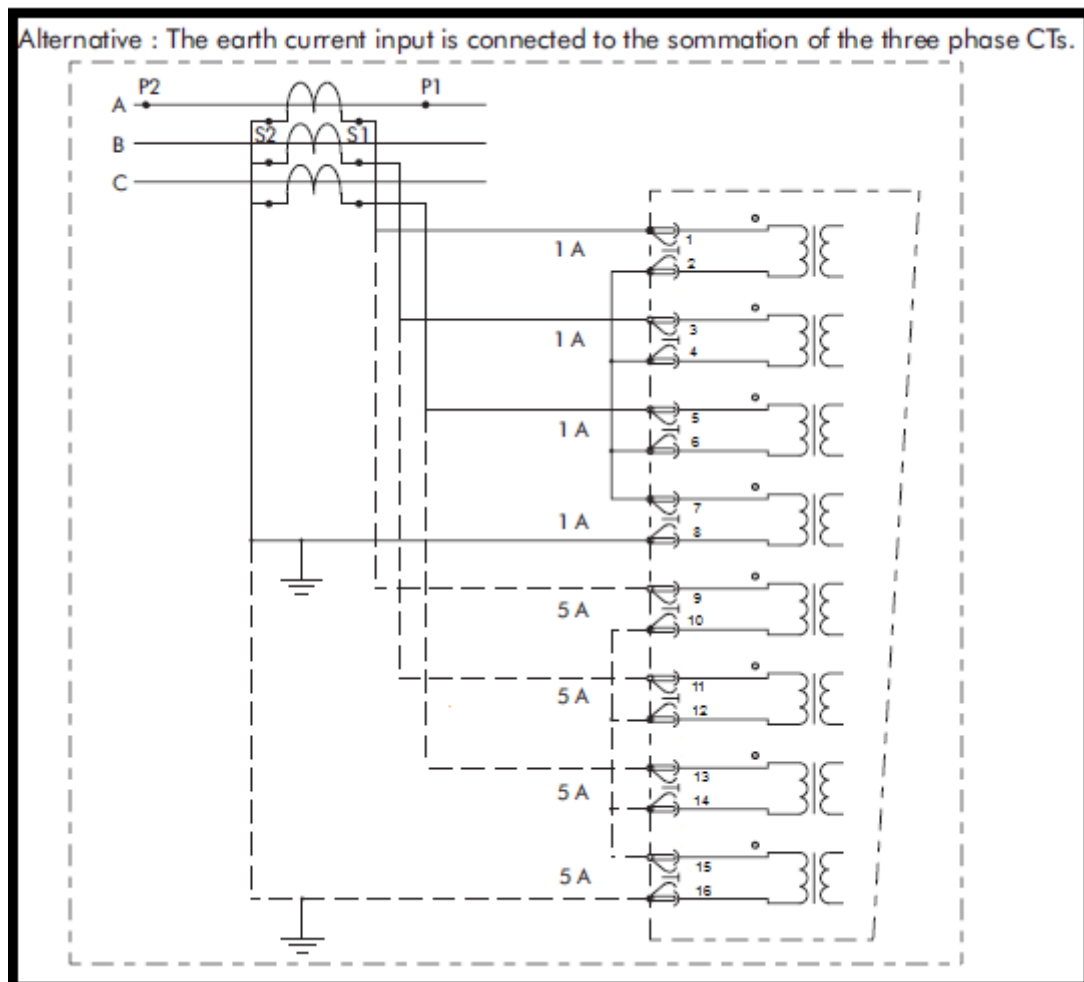 Alternative : The earth current input is connected to the sommation of the three phase CTs.
P2 P1
A
S2 S1
B
C
1 A
1
2
1 A
3
4
1 A
5
6
1 A
7
8
5 A
9
10
5 A
11
12
5 A
13
14
5 A
15
16